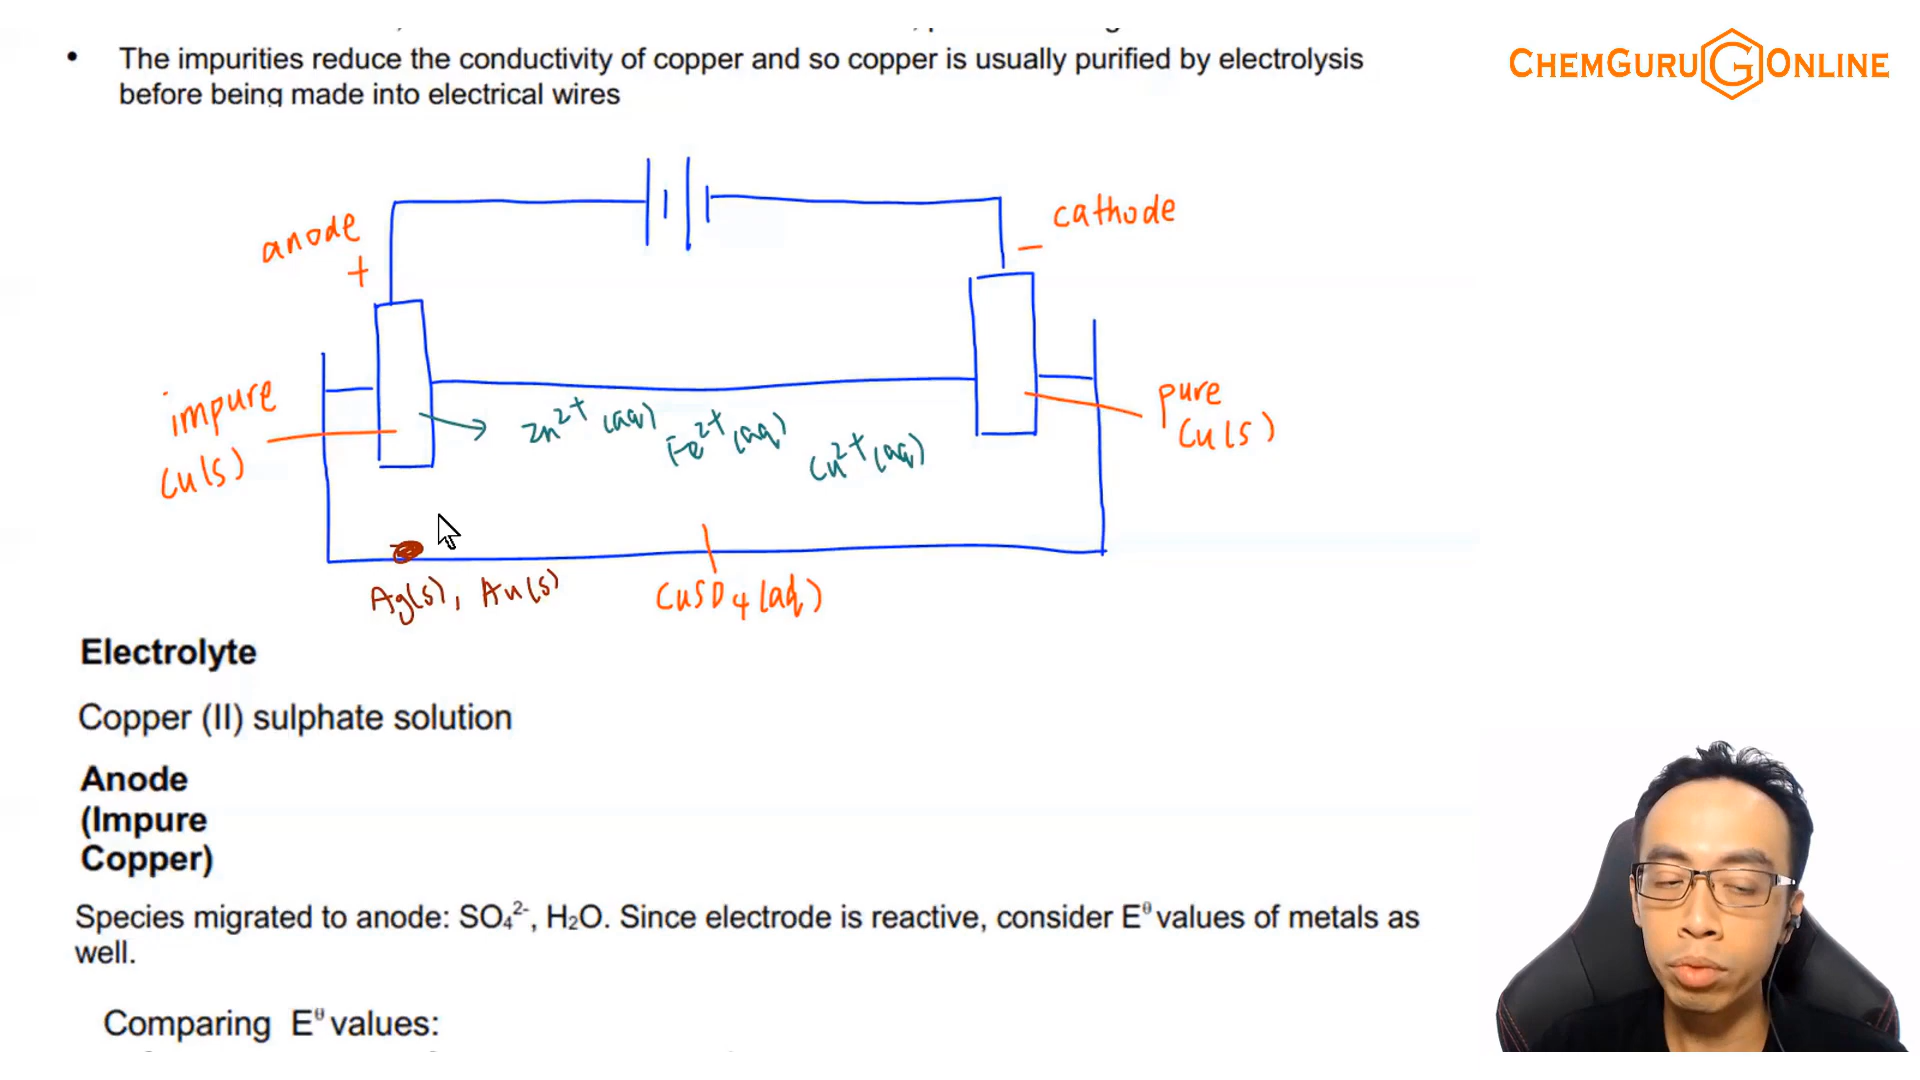 CHEMGURU G ONLINE
• The impurities reduce the conductivity of copper and so copper is usually purified by electrolysis
before being made into electrical wires
anode
+
cathode
−
impure
Cu(s)
Zn²⁺(aq) Fe²⁺(aq) Cu²⁺(aq)
pure
Cu(s)
Ag(s), Au(s)
CuSO₄(aq)
Electrolyte
Copper (II) sulphate solution
Anode
(Impure
Copper)
Species migrated to anode: SO₄²⁻, H₂O. Since electrode is reactive, consider Eᶿ values of metals as
well.
Comparing Eᶿ values: